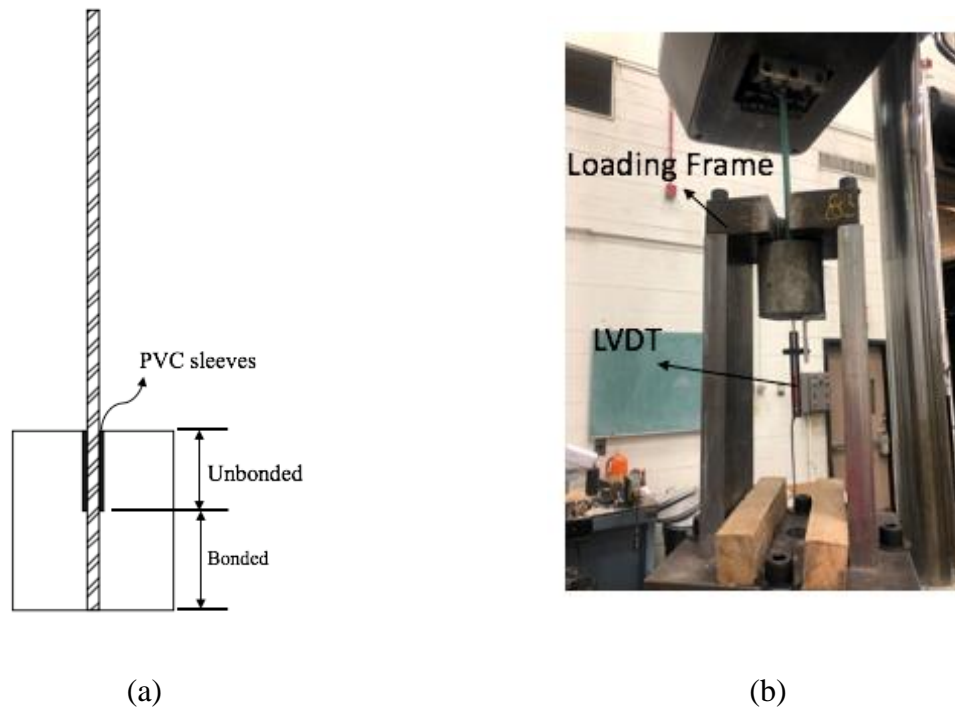 PVC sleeves
Unbonded
Bonded
(a)
Loading Frame
LVDT
(b)